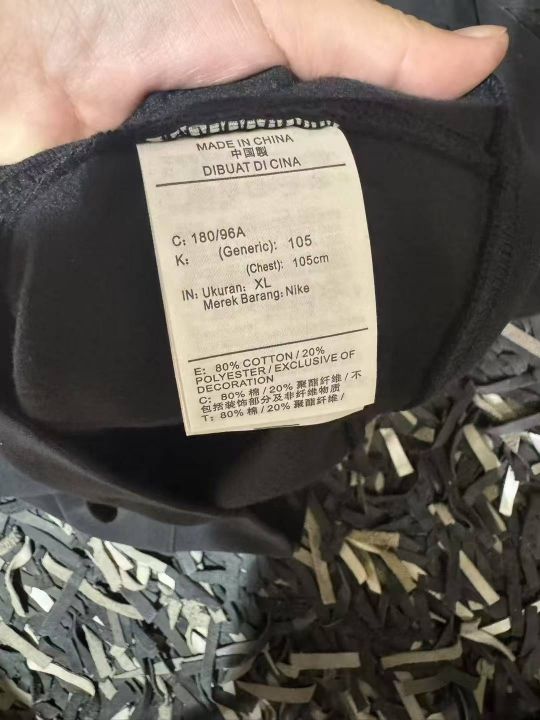 MADE IN CHINA
中国製
DIBUAT DI CINA
C: 180/96A
K: (Generic): 105
(Chest): 105cm
IN: Ukuran: XL
Merek Barang: Nike
E: 80% COTTON / 20%
POLYESTER / EXCLUSIVE OF
DECORATION
C: 80% 棉 / 20% 聚酯纤维 / 不
包括装饰部分及非纤维物质
T: 80% 棉 / 20% 聚酯纖維 /